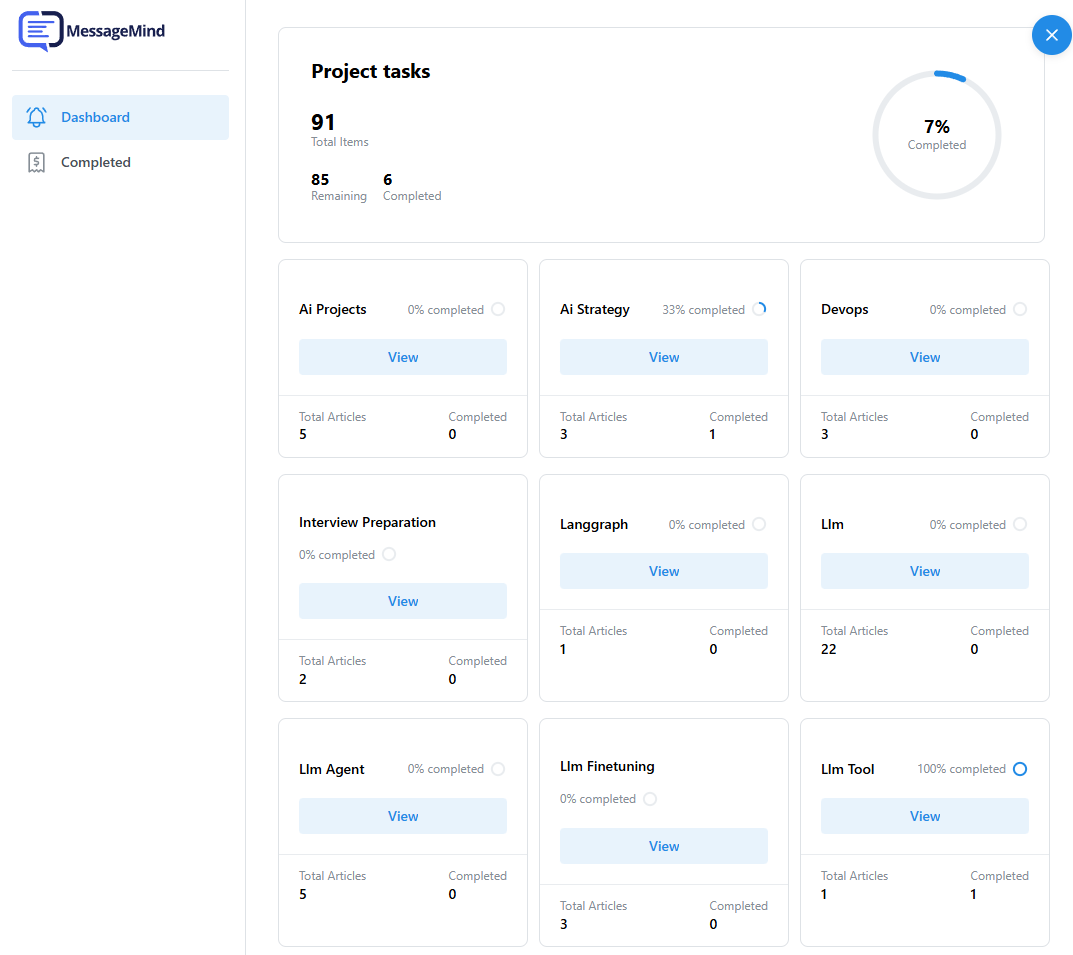 MessageMind
Dashboard
Completed
Project tasks
91
Total Items
85
Remaining
6
Completed
7%
Completed
Ai Projects
0% completed
View
Total Articles
5
Completed
0
Ai Strategy
33% completed
View
Total Articles
3
Completed
1
Devops
0% completed
View
Total Articles
3
Completed
0
Interview Preparation
0% completed
View
Total Articles
2
Completed
0
Langgraph
0% completed
View
Total Articles
1
Completed
0
Llm
0% completed
View
Total Articles
22
Completed
0
Llm Agent
0% completed
View
Total Articles
5
Completed
0
Llm Finetuning
0% completed
View
Total Articles
3
Completed
0
Llm Tool
100% completed
View
Total Articles
1
Completed
1